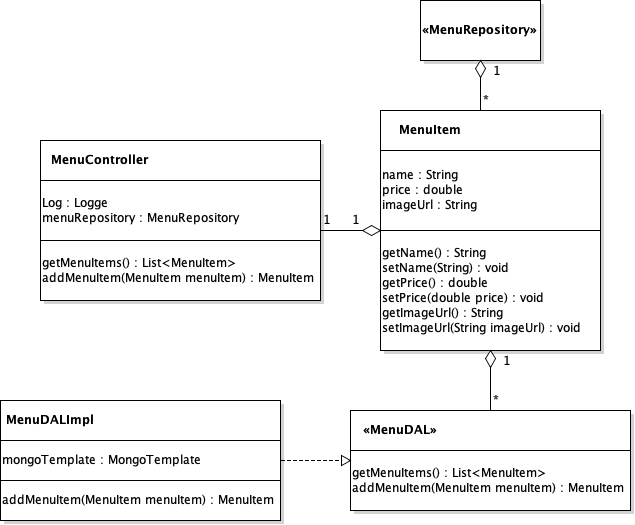 «MenuRepository»
1
*
MenuItem
name : String
price : double
imageUrl : String
getName() : String
setName(String) : void
getPrice() : double
setPrice(double price) : void
getImageUrl() : String
setImageUrl(String imageUrl) : void
MenuController
Log : Logge
menuRepository : MenuRepository
getMenuItems() : List<MenuItem>
addMenuItem(MenuItem menuItem) : MenuItem
1 1
1
*
MenuDALImpl
mongoTemplate : MongoTemplate
addMenuItem(MenuItem menuItem) : MenuItem
«MenuDAL»
getMenuItems() : List<MenuItem>
addMenuItem(MenuItem menuItem) : MenuItem